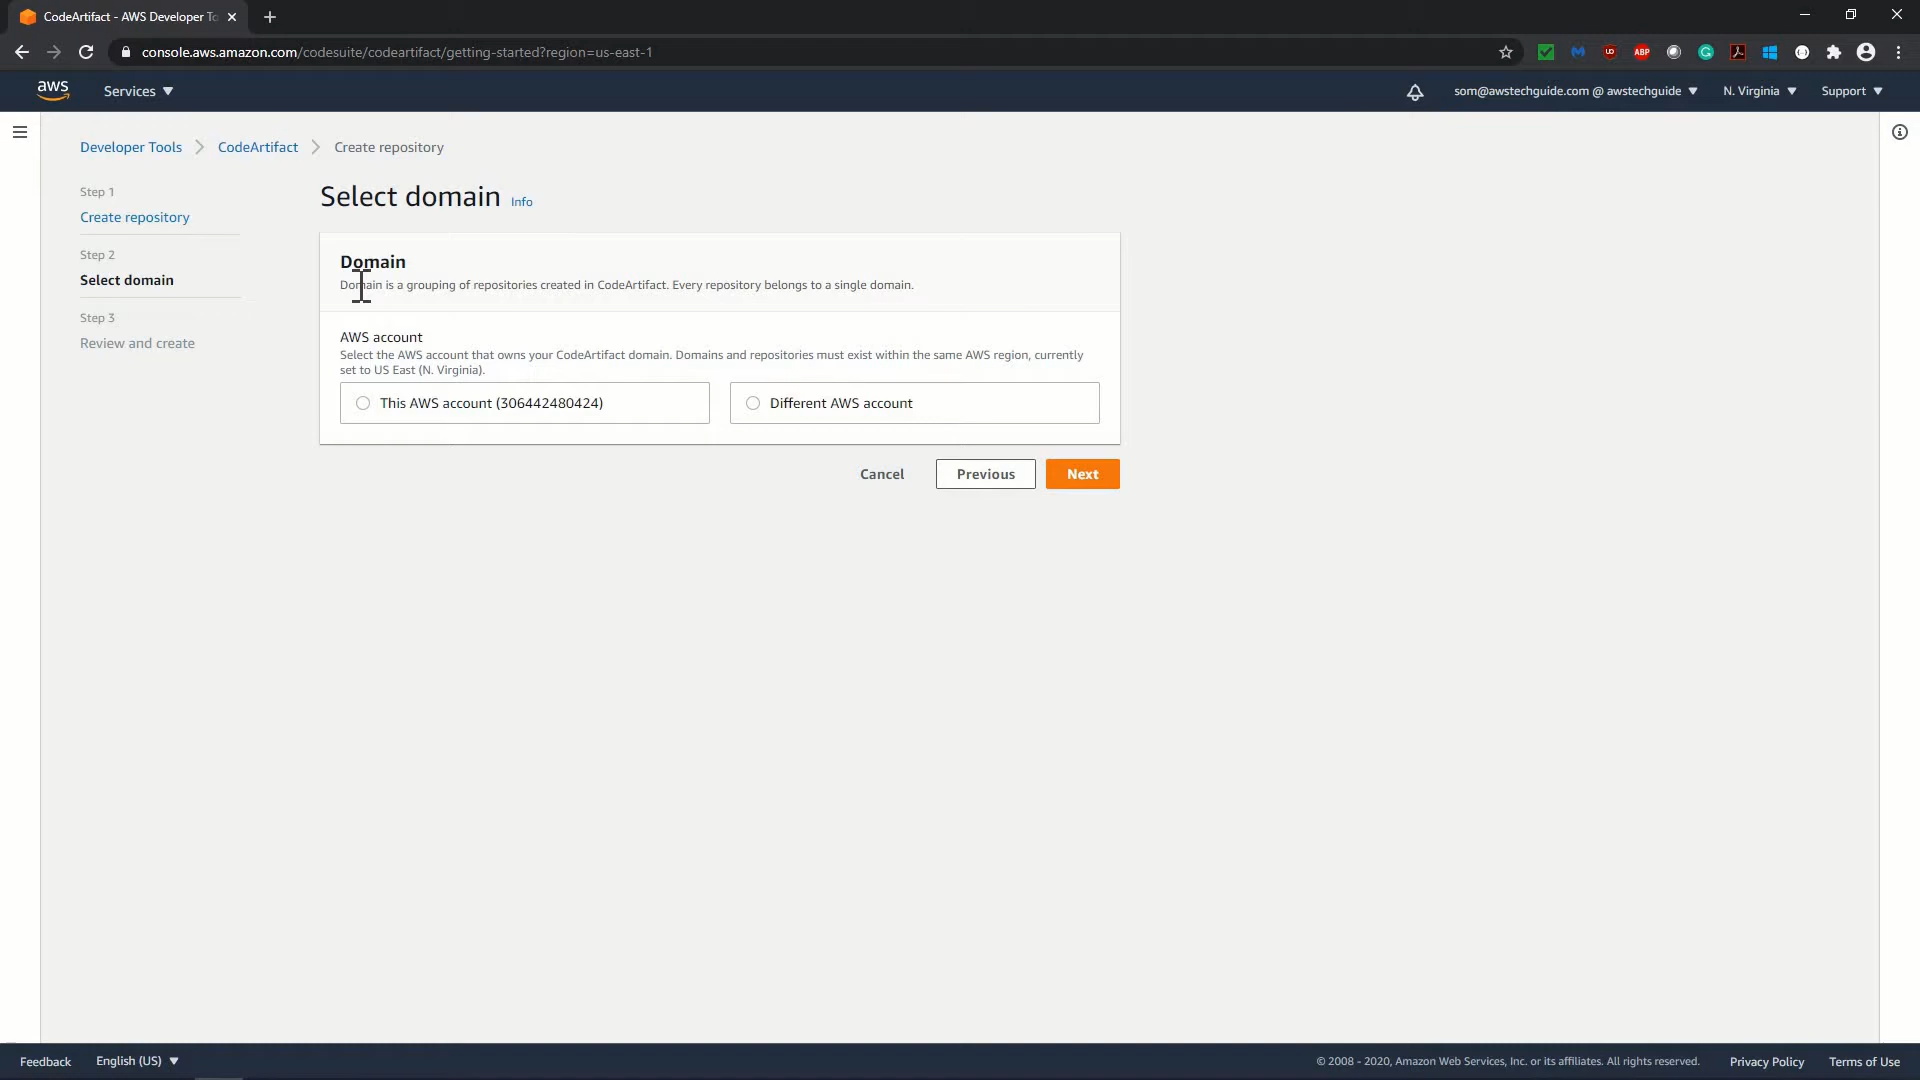 CodeArtifact - AWS Developer To
console.aws.amazon.com/codesuite/codeartifact/getting-started?region=us-east-1
UO
ABP
aws
Services
som@awstechguide.com @ awstechguide
N. Virginia
Support
Developer Tools
CodeArtifact
Create repository
Step 1
Create repository
Step 2
Select domain
Step 3
Review and create
Select domain Info
Domain
Domain is a grouping of repositories created in CodeArtifact. Every repository belongs to a single domain.
AWS account
Select the AWS account that owns your CodeArtifact domain. Domains and repositories must exist within the same AWS region, currently
set to US East (N. Virginia).
This AWS account (306442480424)
Different AWS account
Cancel
Previous
Next
Feedback
English (US)
© 2008 - 2020, Amazon Web Services, Inc. or its affiliates. All rights reserved.
Privacy Policy
Terms of Use